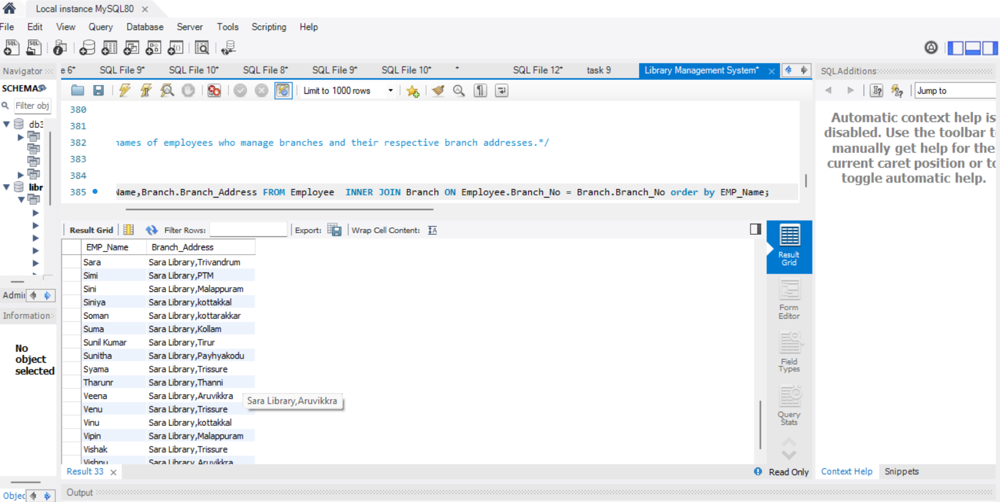 Local instance MySQL80
File Edit View Query Database Server Tools Scripting Help
Navigator
e 6* SQL File 9* SQL File 10* SQL File 8* SQL File 9* SQL File 10* * SQL File 12* task 9 Library Management System*
SQLAdditions
SCHEMAS
Limit to 1000 rows
Jump to
Filter obj
db3
libr
380
381
382 names of employees who manage branches and their respective branch addresses.*/
383
384
385 Name,Branch.Branch_Address FROM Employee INNER JOIN Branch ON Employee.Branch_No = Branch.Branch_No order by EMP_Name;
Automatic context help is
disabled. Use the toolbar to
manually get help for the
current caret position or to
toggle automatic help.
Result Grid Filter Rows: Export: Wrap Cell Content:
EMP_Name Branch_Address
Sara Sara Library,Trivandrum
Simi Sara Library,PTM
Sini Sara Library,Malappuram
Siniya Sara Library,kottakkal
Soman Sara Library,kottarakkar
Suma Sara Library,Kollam
Sunil Kumar Sara Library,Tirur
Sunitha Sara Library,Payhyakodu
Syama Sara Library,Trissure
Tharunr Sara Library,Thanni
Veena Sara Library,Aruvikkra
Sara Library,Aruvikkra
Venu Sara Library,Trissure
Vinu Sara Library,kottakkal
Vipin Sara Library,Malappuram
Vishak Sara Library,Trissure
Vishnu Sara Library,Aruvikkra
Result
Grid
Form
Editor
Field
Types
Query
Stats
Admi
Information
No
object
selected
Result 33
Read Only
Context Help Snippets
Objec
Output